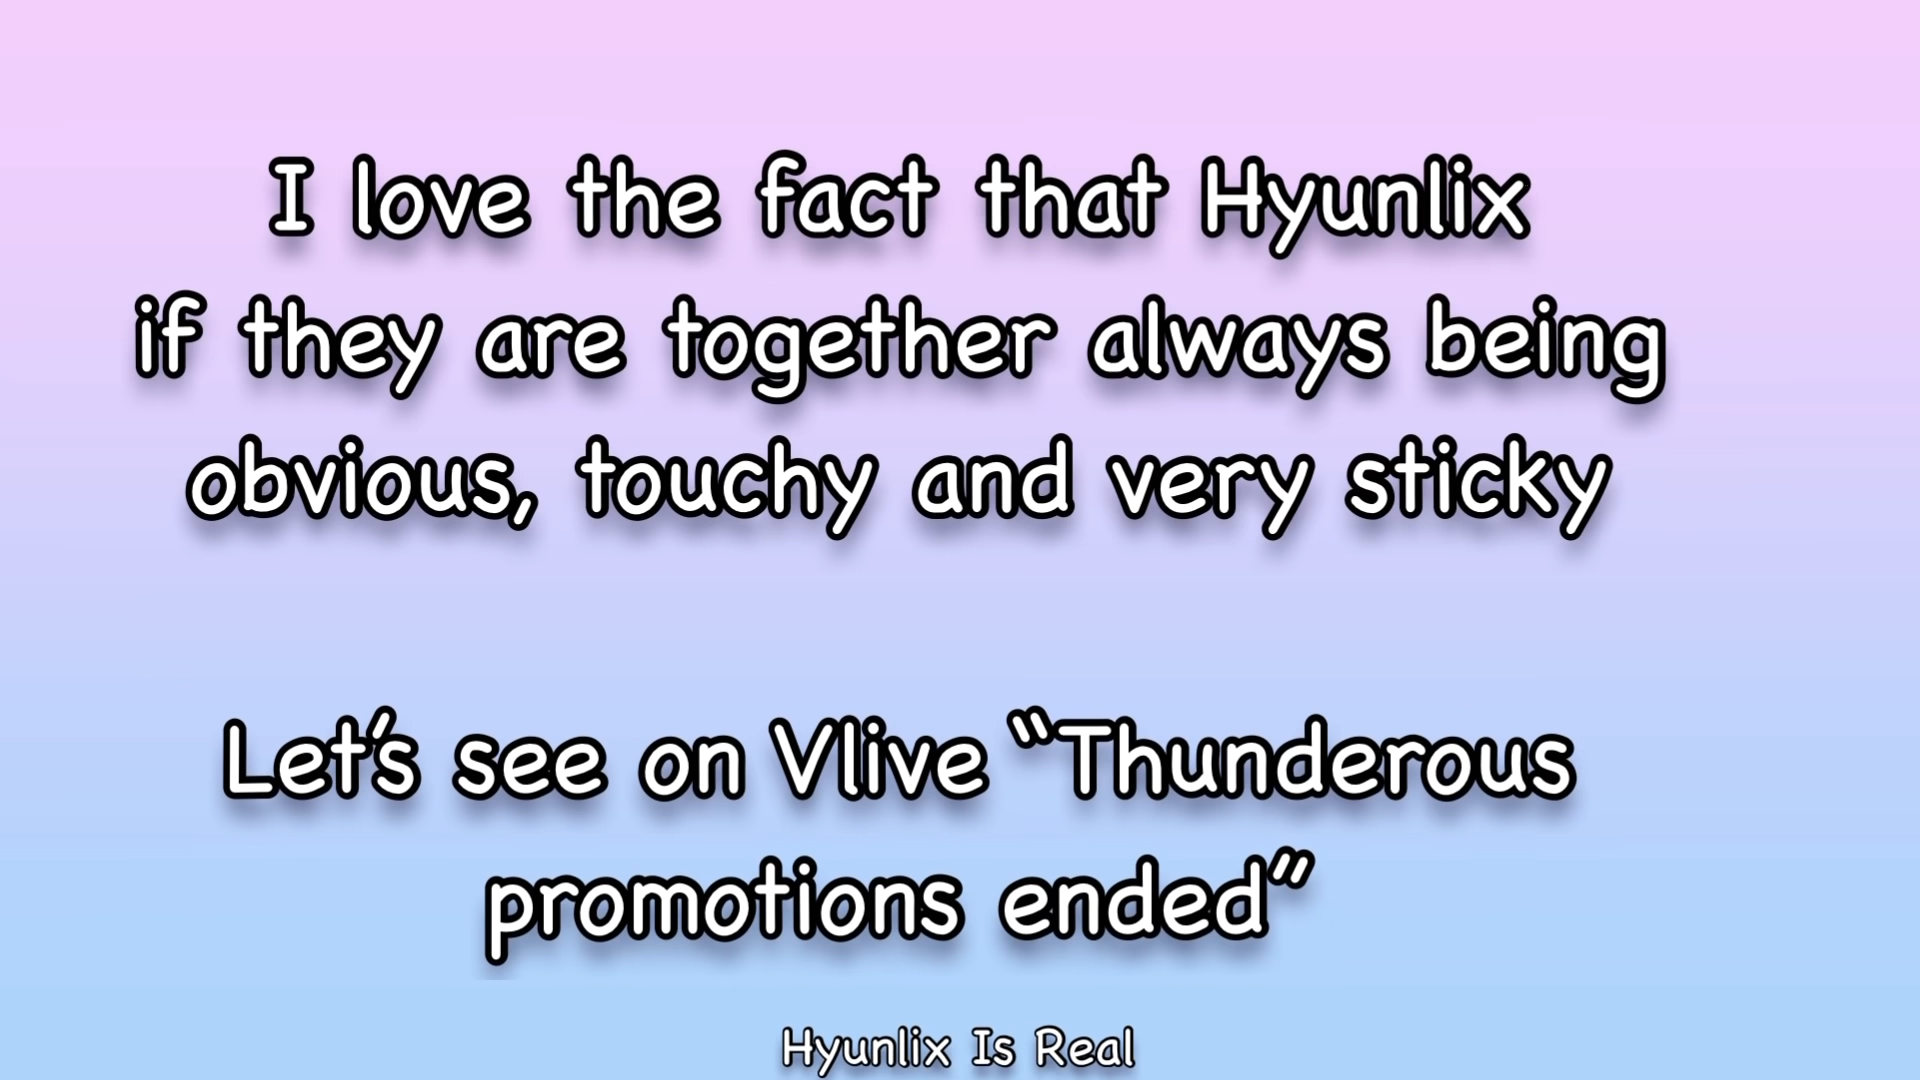 I love the fact that Hyunlix
if they are together always being
obvious, touchy and very sticky
Let’s see on Vlive “Thunderous
promotions ended”
Hyunlix Is Real